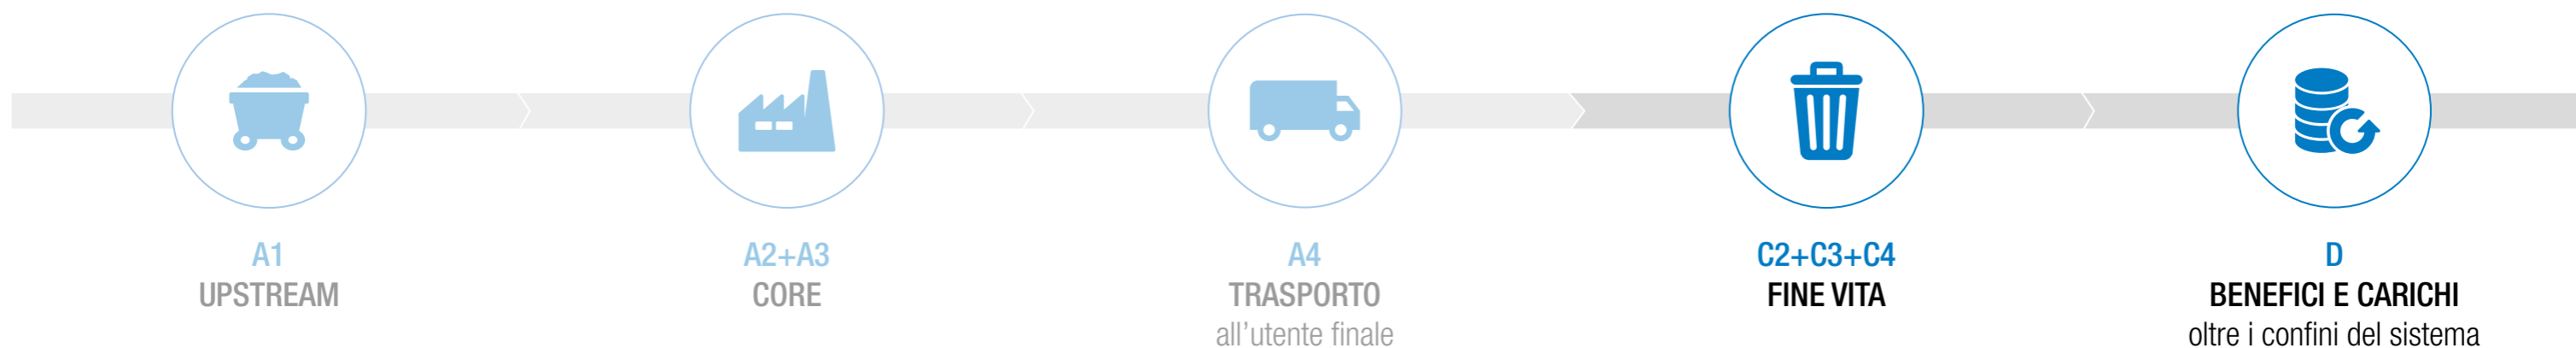 A1
UPSTREAM
A2+A3
CORE
A4
TRASPORTO
all’utente finale
C2+C3+C4
FINE VITA
D
BENEFICI E CARICHI
oltre i confini del sistema